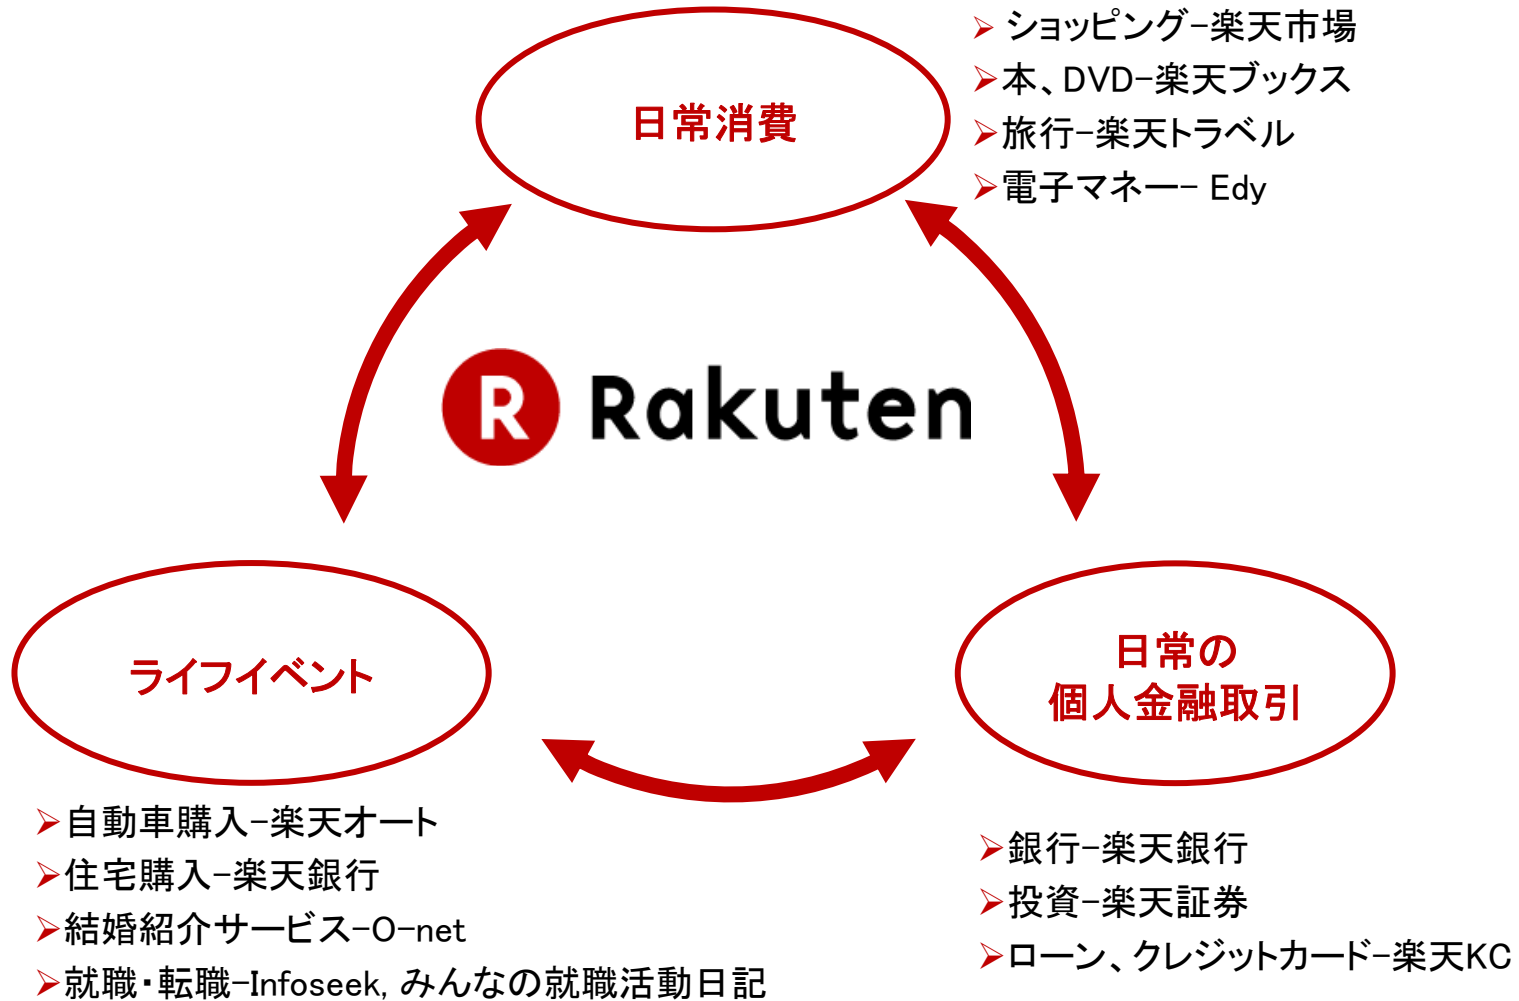 日常消費
➢ ショッピング-楽天市場
➢本、DVD-楽天ブックス
➢旅行-楽天トラベル
➢電子マネー- Edy
R Rakuten
ライフイベント
➢自動車購入-楽天オート
➢住宅購入-楽天銀行
➢結婚紹介サービス-O-net
➢就職・転職-Infoseek, みんなの就職活動日記
日常の
個人金融取引
➢銀行-楽天銀行
➢投資-楽天証券
➢ローン、クレジットカード-楽天KC